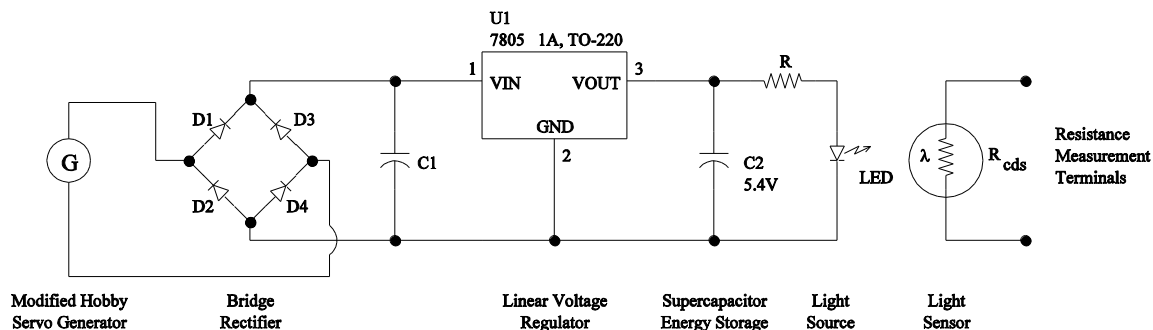 U1
7805 1A, TO-220
1
VIN
VOUT
3
GND
2
R
D1
D3
D2
D4
G
C1
C2
5.4V
LED
λ
R
cds
Resistance
Measurement
Terminals
Modified Hobby
Servo Generator
Bridge
Rectifier
Linear Voltage
Regulator
Supercapacitor
Energy Storage
Light
Source
Light
Sensor